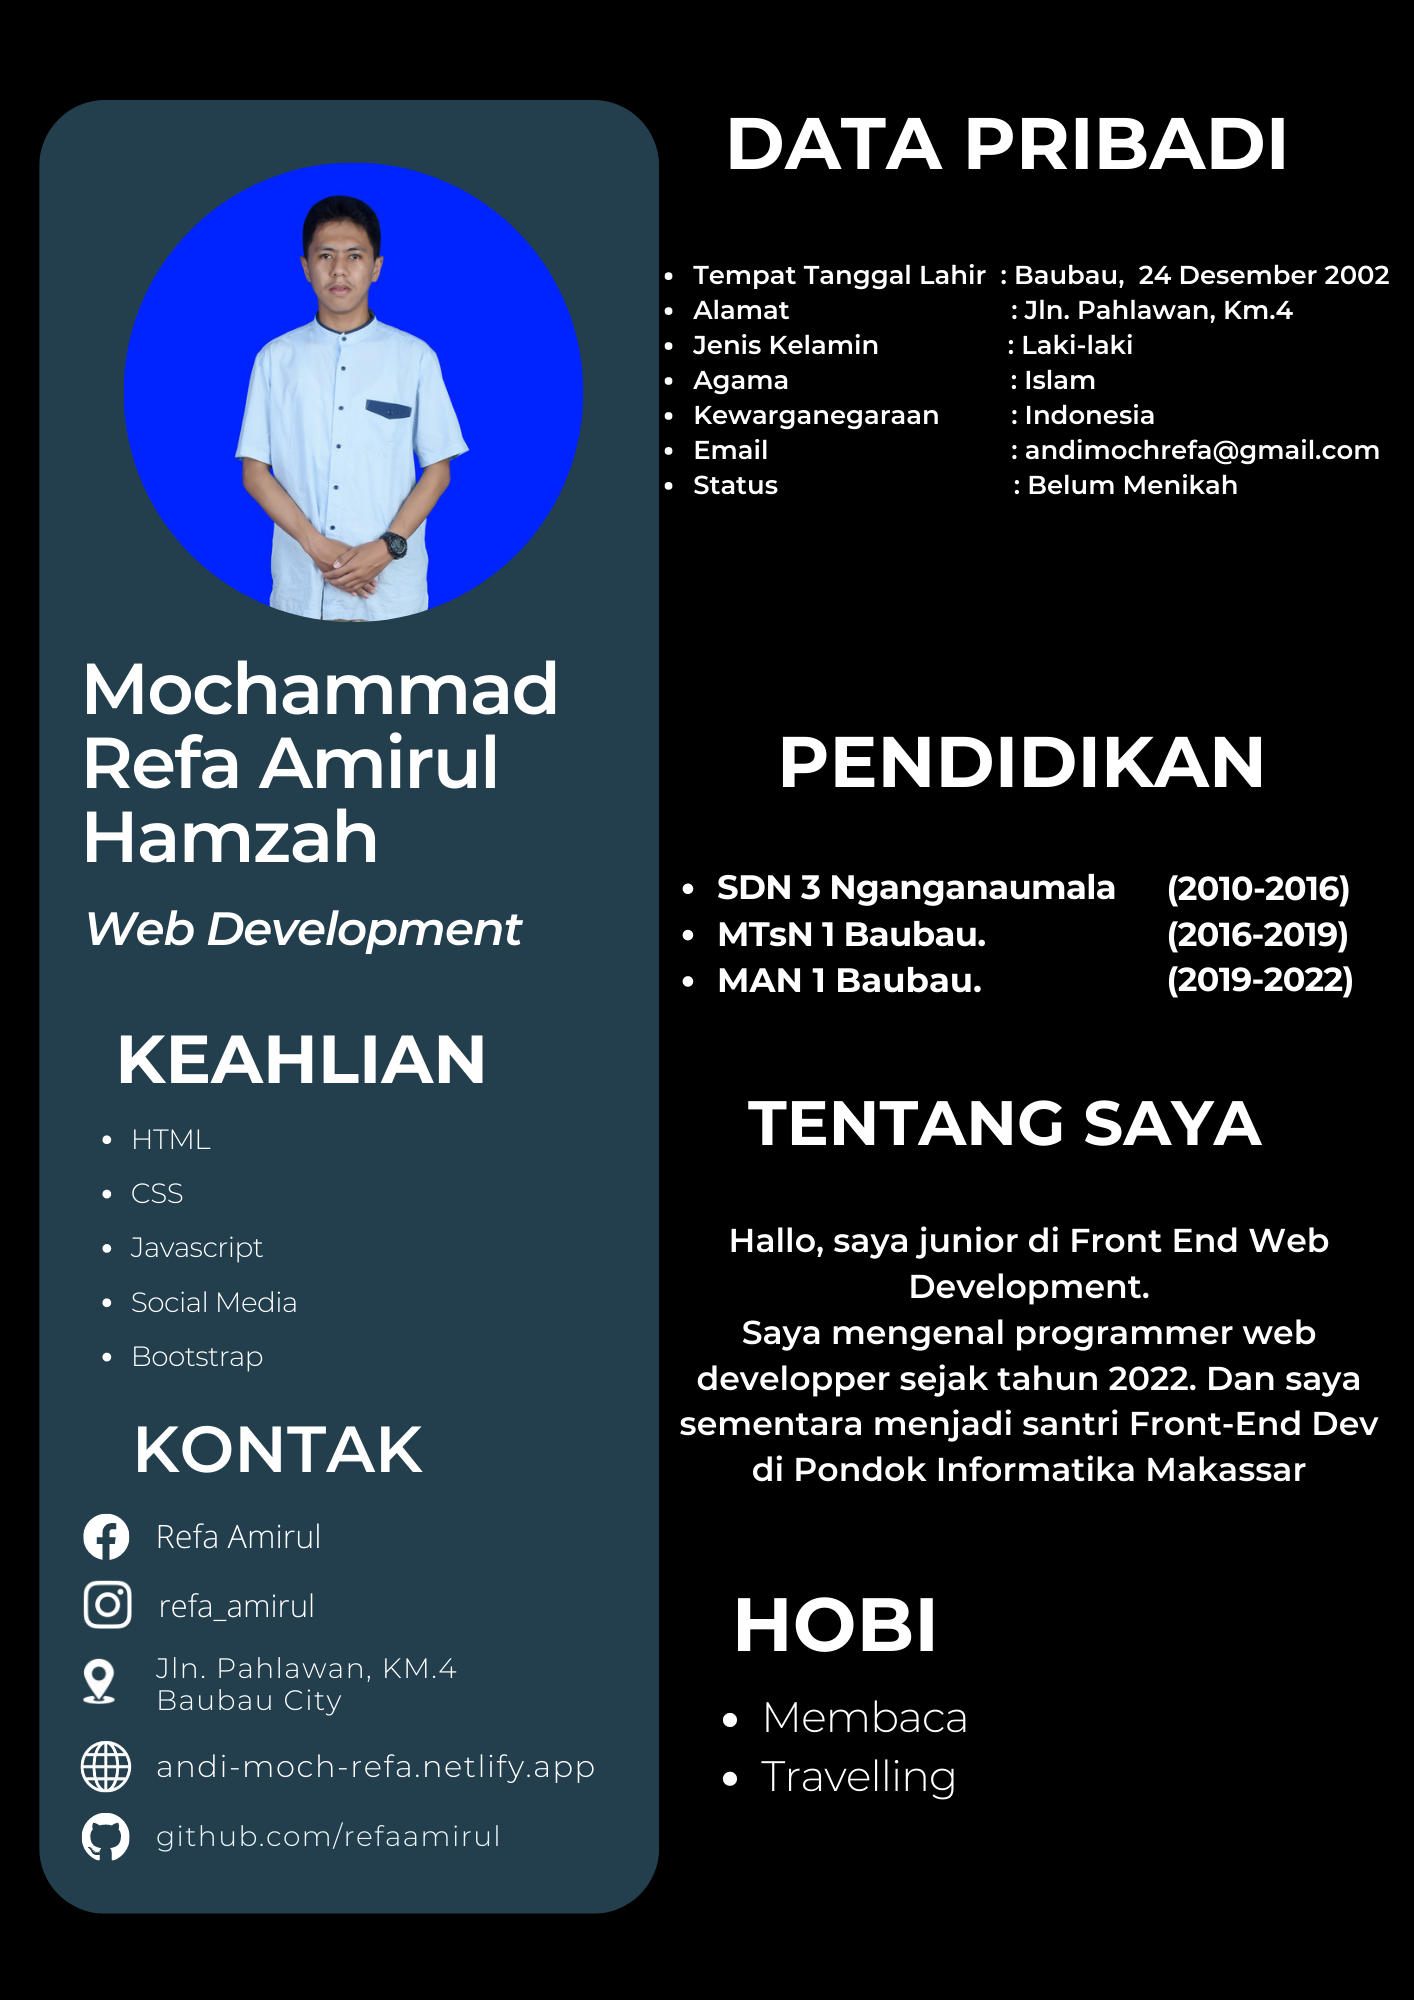 Mochammad
Refa Amirul
Hamzah
Web Development
KEAHLIAN
• HTML
• CSS
• Javascript
• Social Media
• Bootstrap
KONTAK
Refa Amirul
refa_amirul
Jln. Pahlawan, KM.4
Baubau City
andi-moch-refa.netlify.app
github.com/refaamirul
DATA PRIBADI
• Tempat Tanggal Lahir : Baubau, 24 Desember 2002
• Alamat : Jln. Pahlawan, Km.4
• Jenis Kelamin : Laki-laki
• Agama : Islam
• Kewarganegaraan : Indonesia
• Email : andimochrefa@gmail.com
• Status : Belum Menikah
PENDIDIKAN
• SDN 3 Nganganaumala (2010-2016)
• MTsN 1 Baubau. (2016-2019)
• MAN 1 Baubau. (2019-2022)
TENTANG SAYA
Hallo, saya junior di Front End Web
Development.
Saya mengenal programmer web
developper sejak tahun 2022. Dan saya
sementara menjadi santri Front-End Dev
di Pondok Informatika Makassar
HOBI
• Membaca
• Travelling